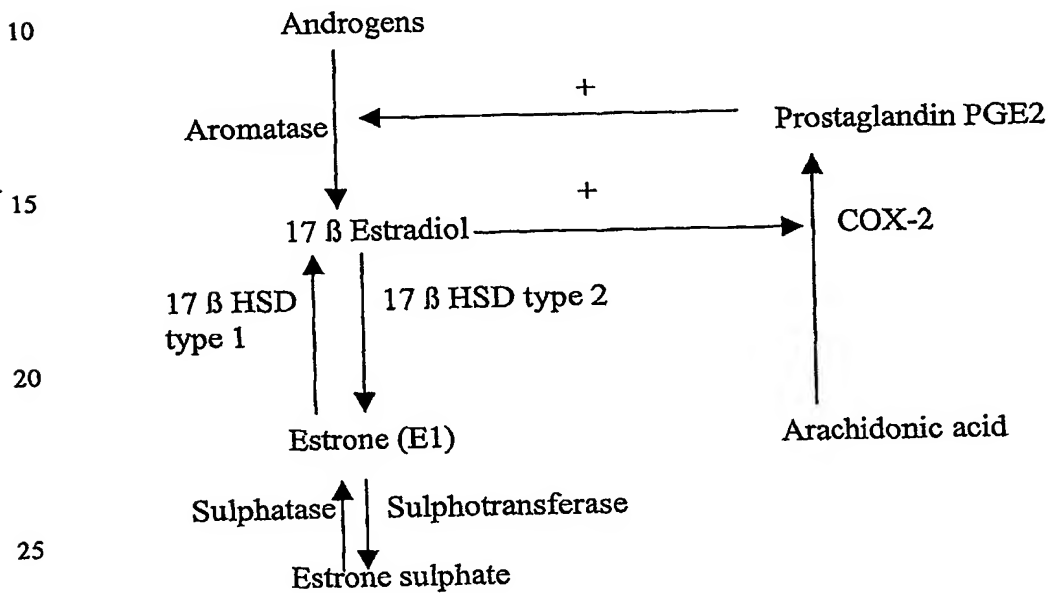 10
Androgens
+
Aromatase
Prostaglandin PGE2
15
+
COX-2
17 ß Estradiol
17 ß HSD
type 1
17 ß HSD type 2
20
Estrone (E1)
Arachidonic acid
Sulphatase
Sulphotransferase
25
Estrone sulphate